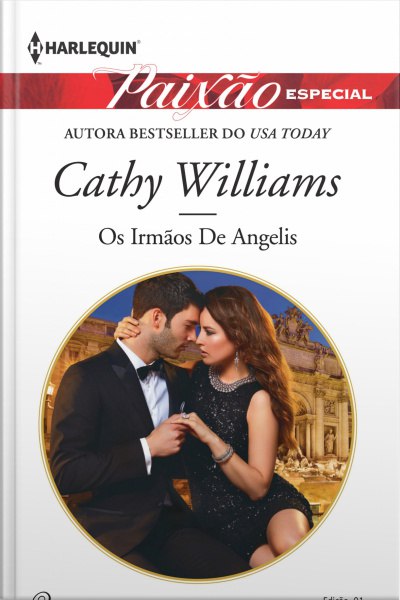 HARLEQUIN®
Paixão ESPECIAL
AUTORA BESTSELLER DO USA TODAY
Cathy Williams
Os Irmãos De Angelis